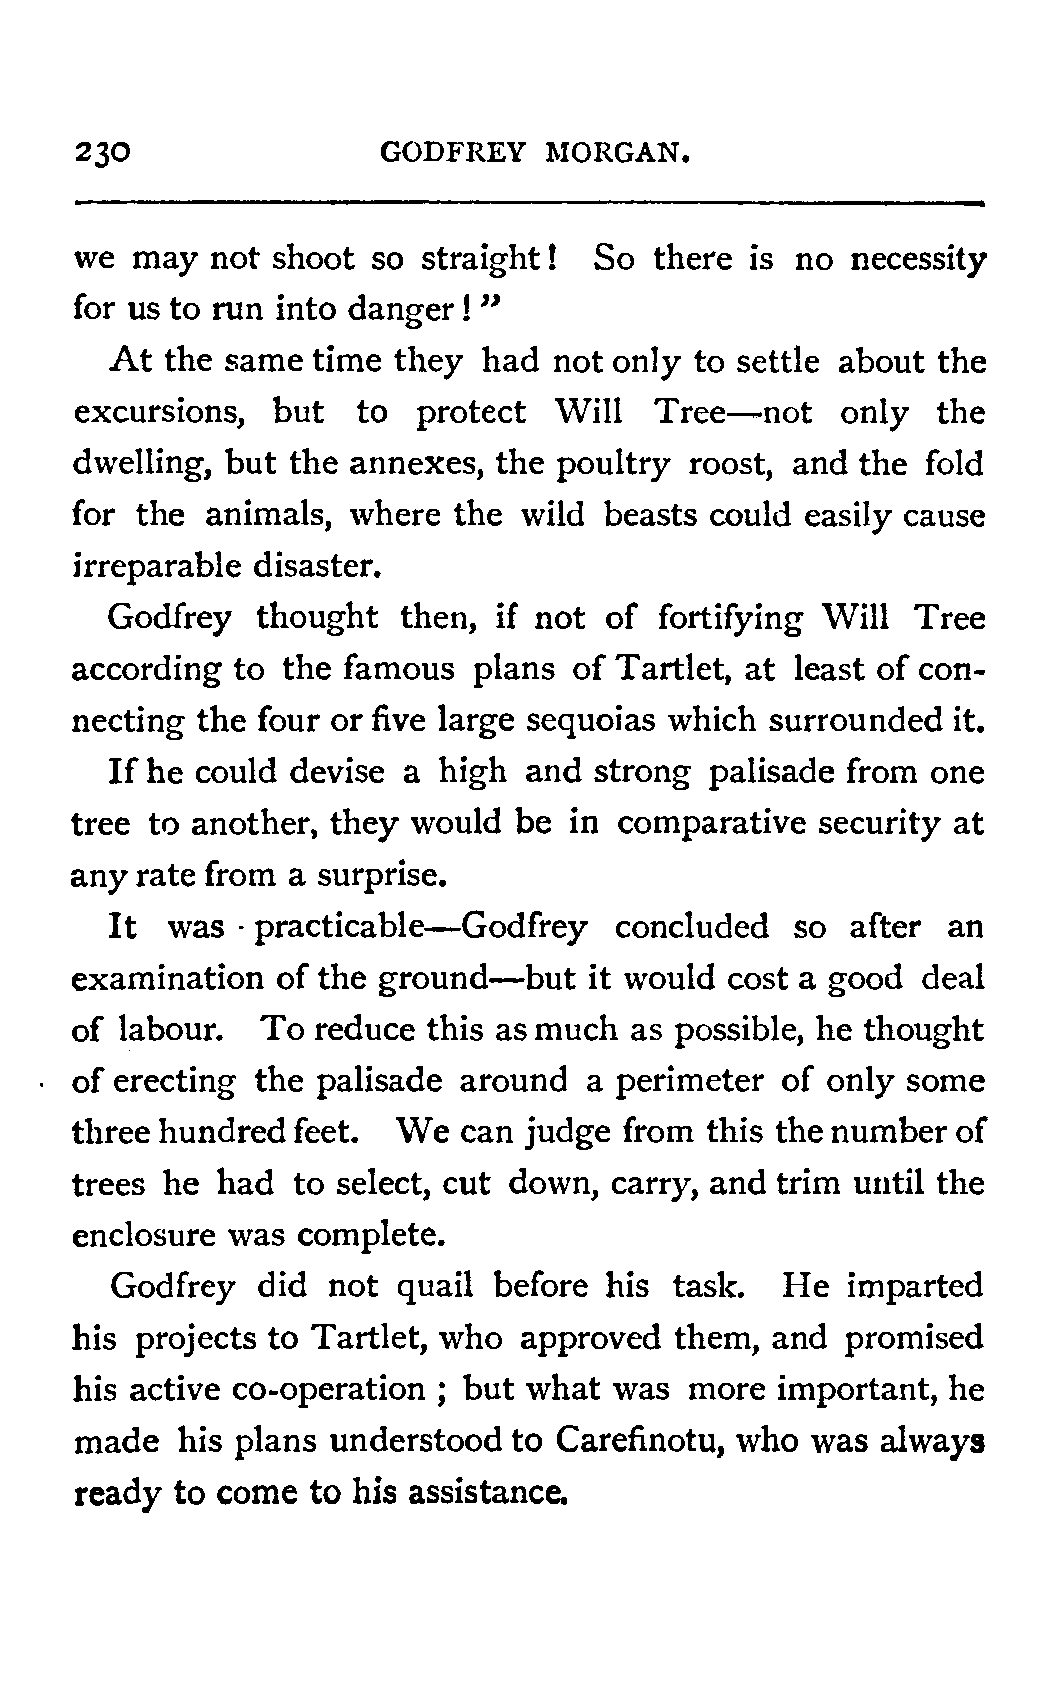 230 GODFREY MORGAN.
we may not shoot so straight! So there is no necessity
for us to run into danger!"
At the same time they had not only to settle about the
excursions, but to protect Will Tree—not only the
dwelling, but the annexes, the poultry roost, and the fold
for the animals, where the wild beasts could easily cause
irreparable disaster.
Godfrey thought then, if not of fortifying Will Tree
according to the famous plans of Tartlet, at least of con-
necting the four or five large sequoias which surrounded it.
If he could devise a high and strong palisade from one
tree to another, they would be in comparative security at
any rate from a surprise.
It was practicable—Godfrey concluded so after an
examination of the ground—but it would cost a good deal
of labour. To reduce this as much as possible, he thought
of erecting the palisade around a perimeter of only some
three hundred feet. We can judge from this the number of
trees he had to select, cut down, carry, and trim until the
enclosure was complete.
Godfrey did not quail before his task. He imparted
his projects to Tartlet, who approved them, and promised
his active co-operation ; but what was more important, he
made his plans understood to Carefinotu, who was always
ready to come to his assistance.